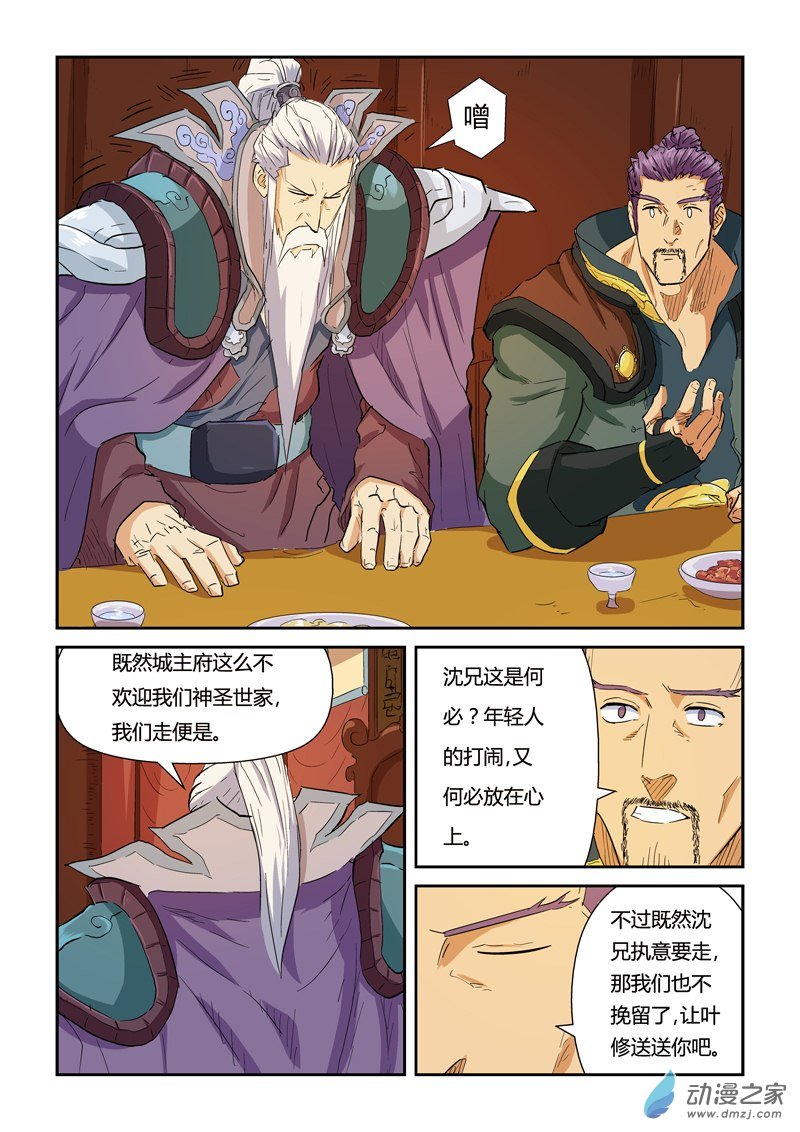 噌
既然城主府这么不
欢迎我们神圣世家，
我们走便是。
沈兄这是何
必？年轻人
的打闹，又
何必放在心
上。
不过既然沈
兄执意要走，
那我们也不
挽留了，让叶
修送送你吧。
动漫之家
www.dmzj.com